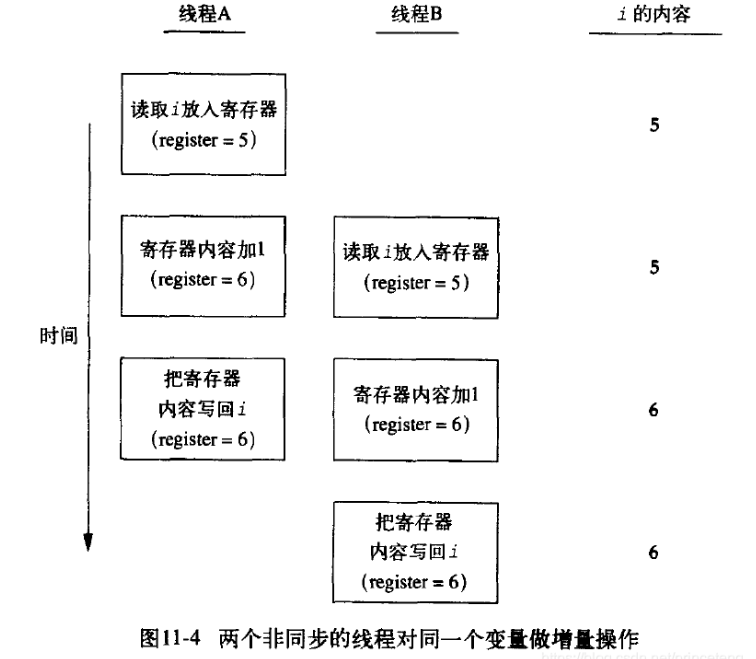 线程A 线程B i 的内容
读取i放入寄存器
(register = 5)
5
寄存器内容加1
(register = 6)
读取i放入寄存器
(register = 5)
5
时间
把寄存器
内容写回i
(register = 6)
寄存器内容加1
(register = 6)
6
把寄存器
内容写回i
(register = 6)
6
图11-4 两个非同步的线程对同一个变量做增量操作